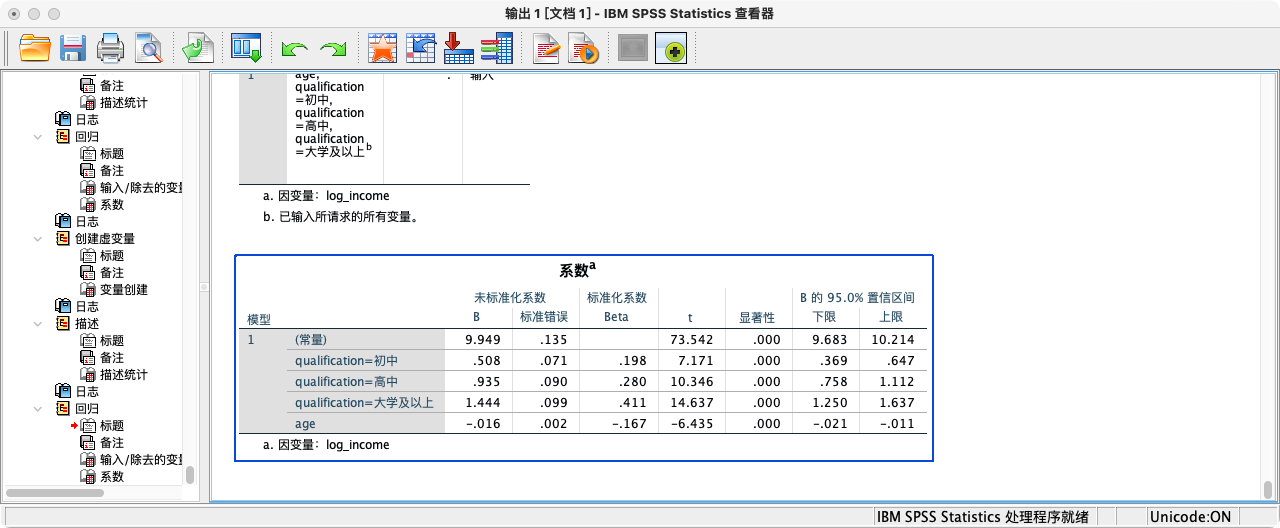 输出 1 [文档 1] - IBM SPSS Statistics 查看器
备注
描述统计
日志
回归
标题
备注
输入/除去的变量
系数
日志
创建虚变量
标题
备注
变量创建
日志
描述
标题
备注
描述统计
日志
回归
标题
备注
输入/除去的变量
系数
1 age, . 输入
qualification
=初中,
qualification
=高中,
qualification
=大学及以上b
a. 因变量：log_income
b. 已输入所请求的所有变量。
系数a
未标准化系数 标准化系数 B 的 95.0% 置信区间
模型 B 标准错误 Beta t 显著性 下限 上限
1 (常量) 9.949 .135 73.542 .000 9.683 10.214
qualification=初中 .508 .071 .198 7.171 .000 .369 .647
qualification=高中 .935 .090 .280 10.346 .000 .758 1.112
qualification=大学及以上 1.444 .099 .411 14.637 .000 1.250 1.637
age -.016 .002 -.167 -6.435 .000 -.021 -.011
a. 因变量：log_income
IBM SPSS Statistics 处理程序就绪 Unicode:ON